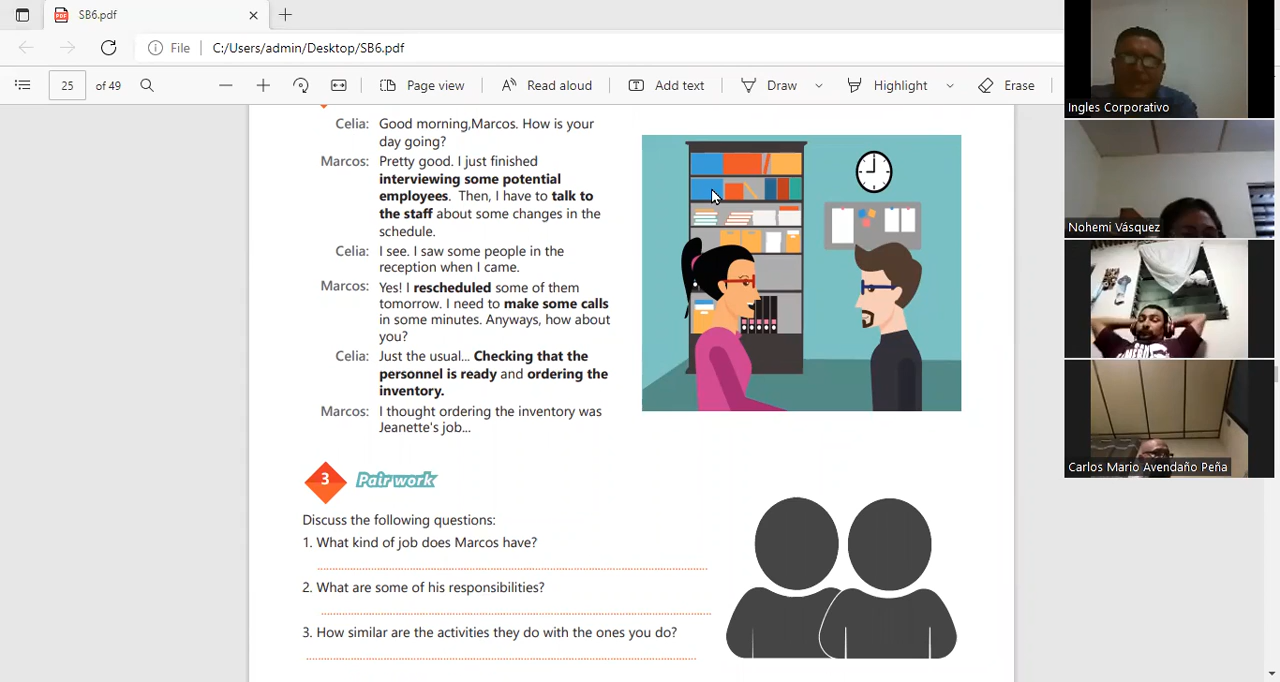 SB6.pdf
File
C:/Users/admin/Desktop/SB6.pdf
25 of 49
Page view
Read aloud
Add text
Draw
Highlight
Erase
Celia: Good morning,Marcos. How is your
day going?
Marcos: Pretty good. I just finished
interviewing some potential
employees. Then, I have to talk to
the staff about some changes in the
schedule.
Celia: I see. I saw some people in the
reception when I came.
Marcos: Yes! I rescheduled some of them
tomorrow. I need to make some calls
in some minutes. Anyways, how about
you?
Celia: Just the usual... Checking that the
personnel is ready and ordering the
inventory.
Marcos: I thought ordering the inventory was
Jeanette's job...
3 Pair work
Discuss the following questions:
1. What kind of job does Marcos have?
2. What are some of his responsibilities?
3. How similar are the activities they do with the ones you do?
Ingles Corporativo
Nohemi Vásquez
Carlos Mario Avendaño Peña